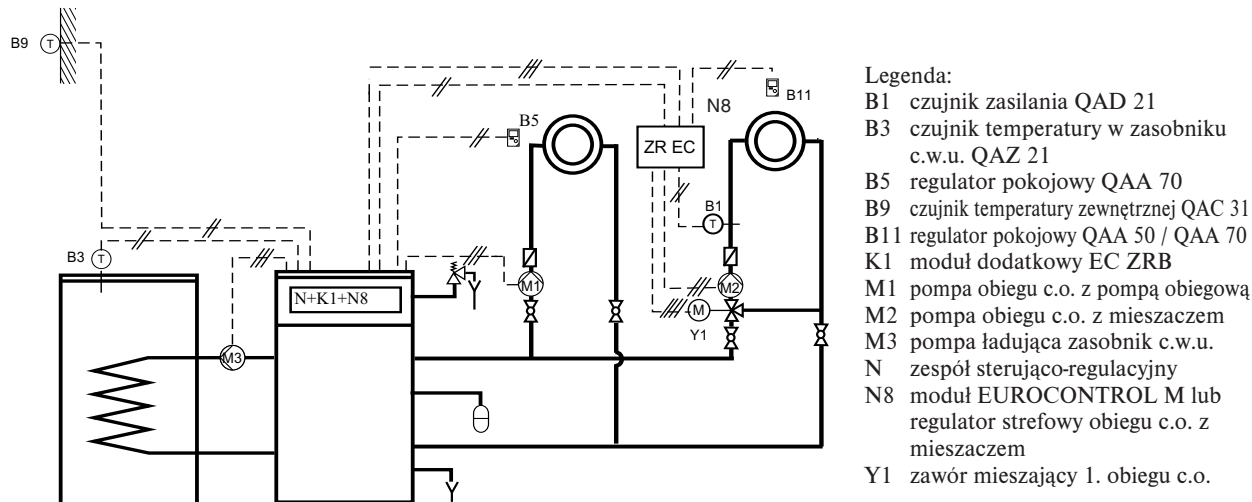 B9 T
B5
N8
B11
ZR EC
B1 T
B3 T
N+K1+N8
M1
M2
M
Y1
M3
Legenda:
B1 czujnik zasilania QAD 21
B3 czujnik temperatury w zasobniku
c.w.u. QAZ 21
B5 regulator pokojowy QAA 70
B9 czujnik temperatury zewnętrznej QAC 31
B11 regulator pokojowy QAA 50 / QAA 70
K1 moduł dodatkowy EC ZRB
M1 pompa obiegu c.o. z pompą obiegową
M2 pompa obiegu c.o. z mieszaczem
M3 pompa ładująca zasobnik c.w.u.
N zespół sterująco-regulacyjny
N8 moduł EUROCONTROL M lub
regulator strefowy obiegu c.o. z
mieszaczem
Y1 zawór mieszający 1. obiegu c.o.